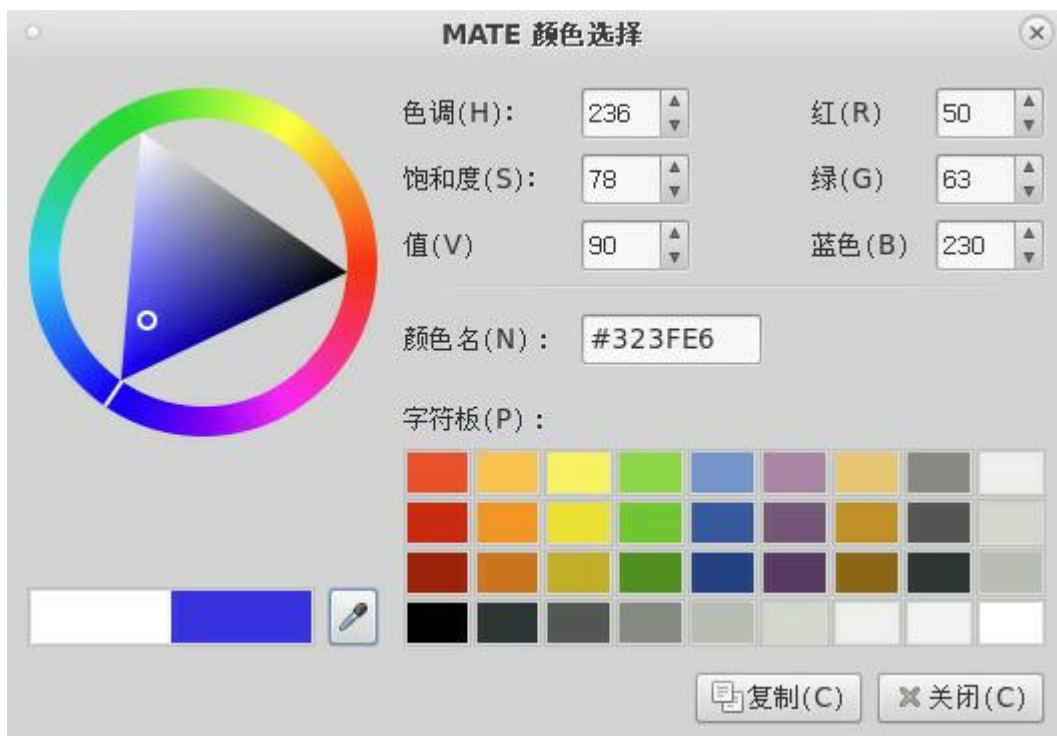 MATE 颜色选择
色调(H): 236 红(R) 50
饱和度(S): 78 绿(G) 63
值(V) 90 蓝色(B) 230
颜色名(N) : #323FE6
字符板(P) :
复制(C) 关闭(C)